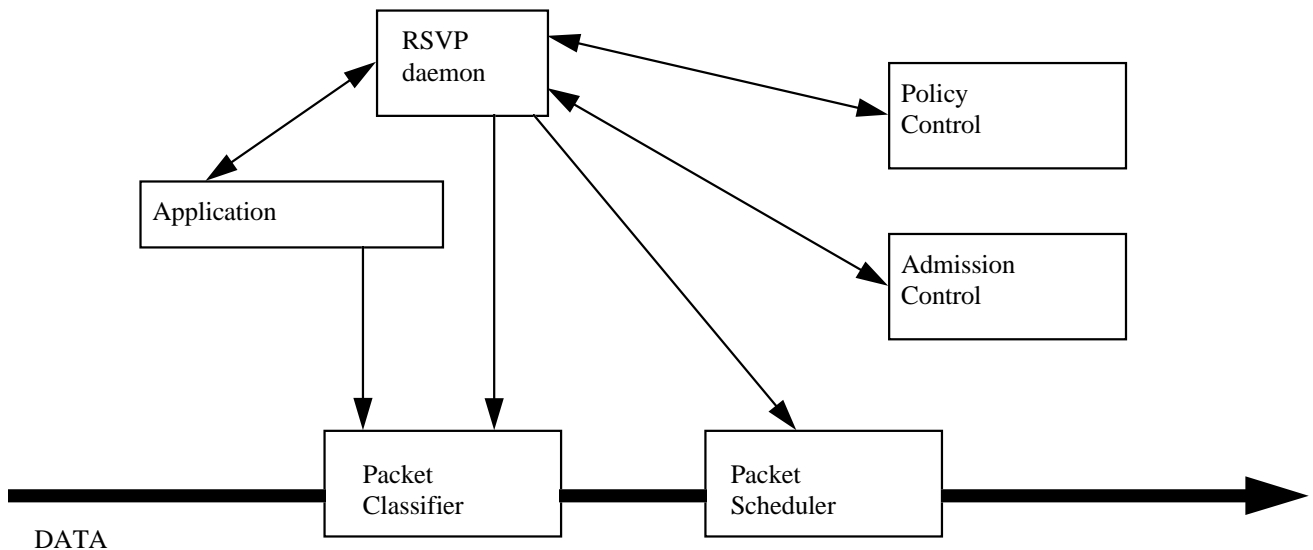 RSVP
daemon
Policy
Control
Application
Admission
Control
Packet
Classifier
Packet
Scheduler
DATA